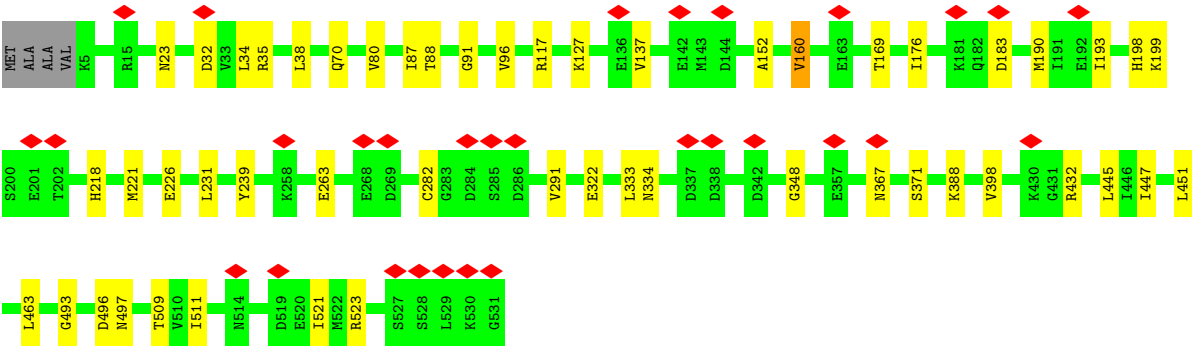 MET ALA ALA VAL K5 R15 N23 D32 V33 L34 R35 L38 Q70 V80 I87 T88 G91 V96 R117 K127 E136 V137 E142 M143 D144 A152 V160 E163 T169 I176 K181 Q182 D183 M190 I191 E192 I193 H198 K199
S200 E201 T202 H218 M221 E226 L231 Y239 K258 E263 E268 D269 C282 G283 D284 S285 D286 V291 E322 L333 N334 D337 D338 D342 G348 E357 N367 S371 K388 V398 K430 G431 R432 L445 I446 I447 L451
L463 G493 D496 N497 T509 V510 I511 N514 D519 E520 I521 M522 R523 S527 S528 L529 K530 G531